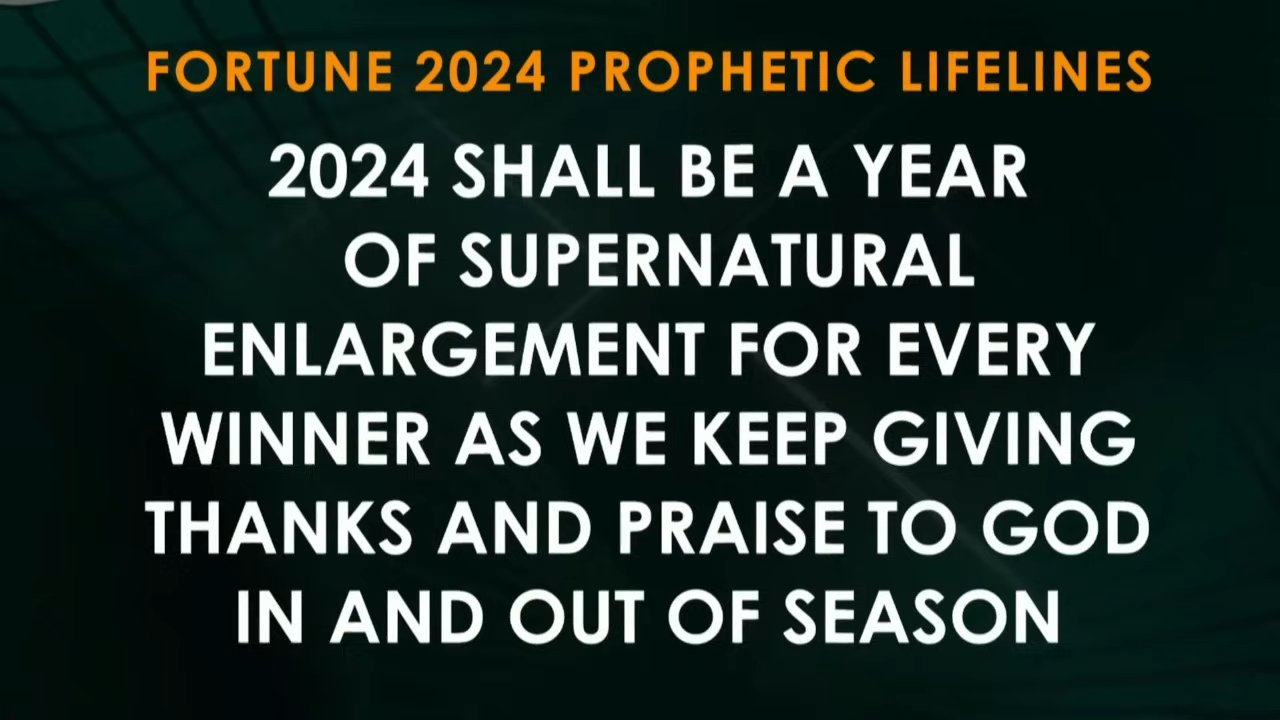 FORTUNE 2024 PROPHETIC LIFELINES
2024 SHALL BE A YEAR
OF SUPERNATURAL
ENLARGEMENT FOR EVERY
WINNER AS WE KEEP GIVING
THANKS AND PRAISE TO GOD
IN AND OUT OF SEASON